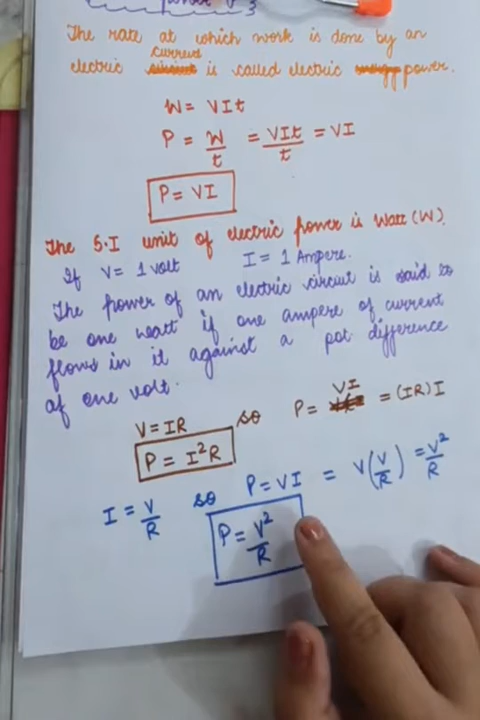 power
The rate at which work is done by an
current
electric is called electric power.
W = VIt
P = W/t = VIt/t = VI
P = VI
The S.I unit of electric power is Watt (W).
If V = 1 volt I = 1 Ampere.
The power of an electric circuit is said to
be one watt if one ampere of current
flows in it against a pot difference
of one volt.
V = IR so P = VI = (IR) I
P = I²R
I = V/R so P = VI = V(V/R) = V²/R
P = V²/R